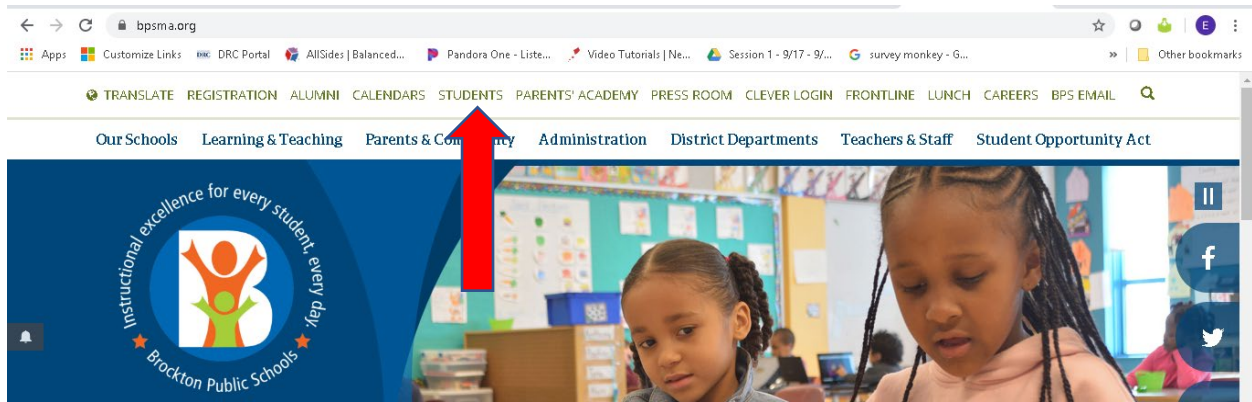 bpsma.org
E
Apps Customize Links DRC DRC Portal AllSides | Balanced... Pandora One - Liste... Video Tutorials | Ne... Session 1 - 9/17 - 9/... G survey monkey - G... » Other bookmarks
TRANSLATE REGISTRATION ALUMNI CALENDARS STUDENTS PARENTS' ACADEMY PRESS ROOM CLEVER LOGIN FRONTLINE LUNCH CAREERS BPS EMAIL
Our Schools Learning & Teaching Parents & Administration District Departments Teachers & Staff Student Opportunity Act
Instructional excellence for every student, every day.
B
Brockton Public Schools